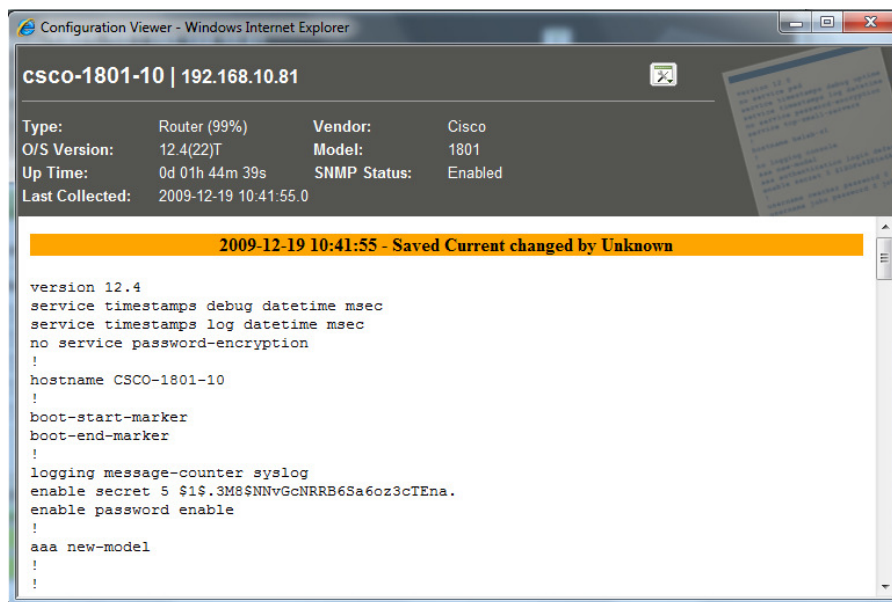 Configuration Viewer - Windows Internet Explorer
csco-1801-10 | 192.168.10.81
Type: Router (99%) Vendor: Cisco
O/S Version: 12.4(22)T Model: 1801
Up Time: 0d 01h 44m 39s SNMP Status: Enabled
Last Collected: 2009-12-19 10:41:55.0
2009-12-19 10:41:55 - Saved Current changed by Unknown
version 12.4
service timestamps debug datetime msec
service timestamps log datetime msec
no service password-encryption
!
hostname CSCO-1801-10
!
boot-start-marker
boot-end-marker
!
logging message-counter syslog
enable secret 5 $1$.3M8$NNvGcNRRB6Sa6oz3cTEna.
enable password enable
!
aaa new-model
!
!